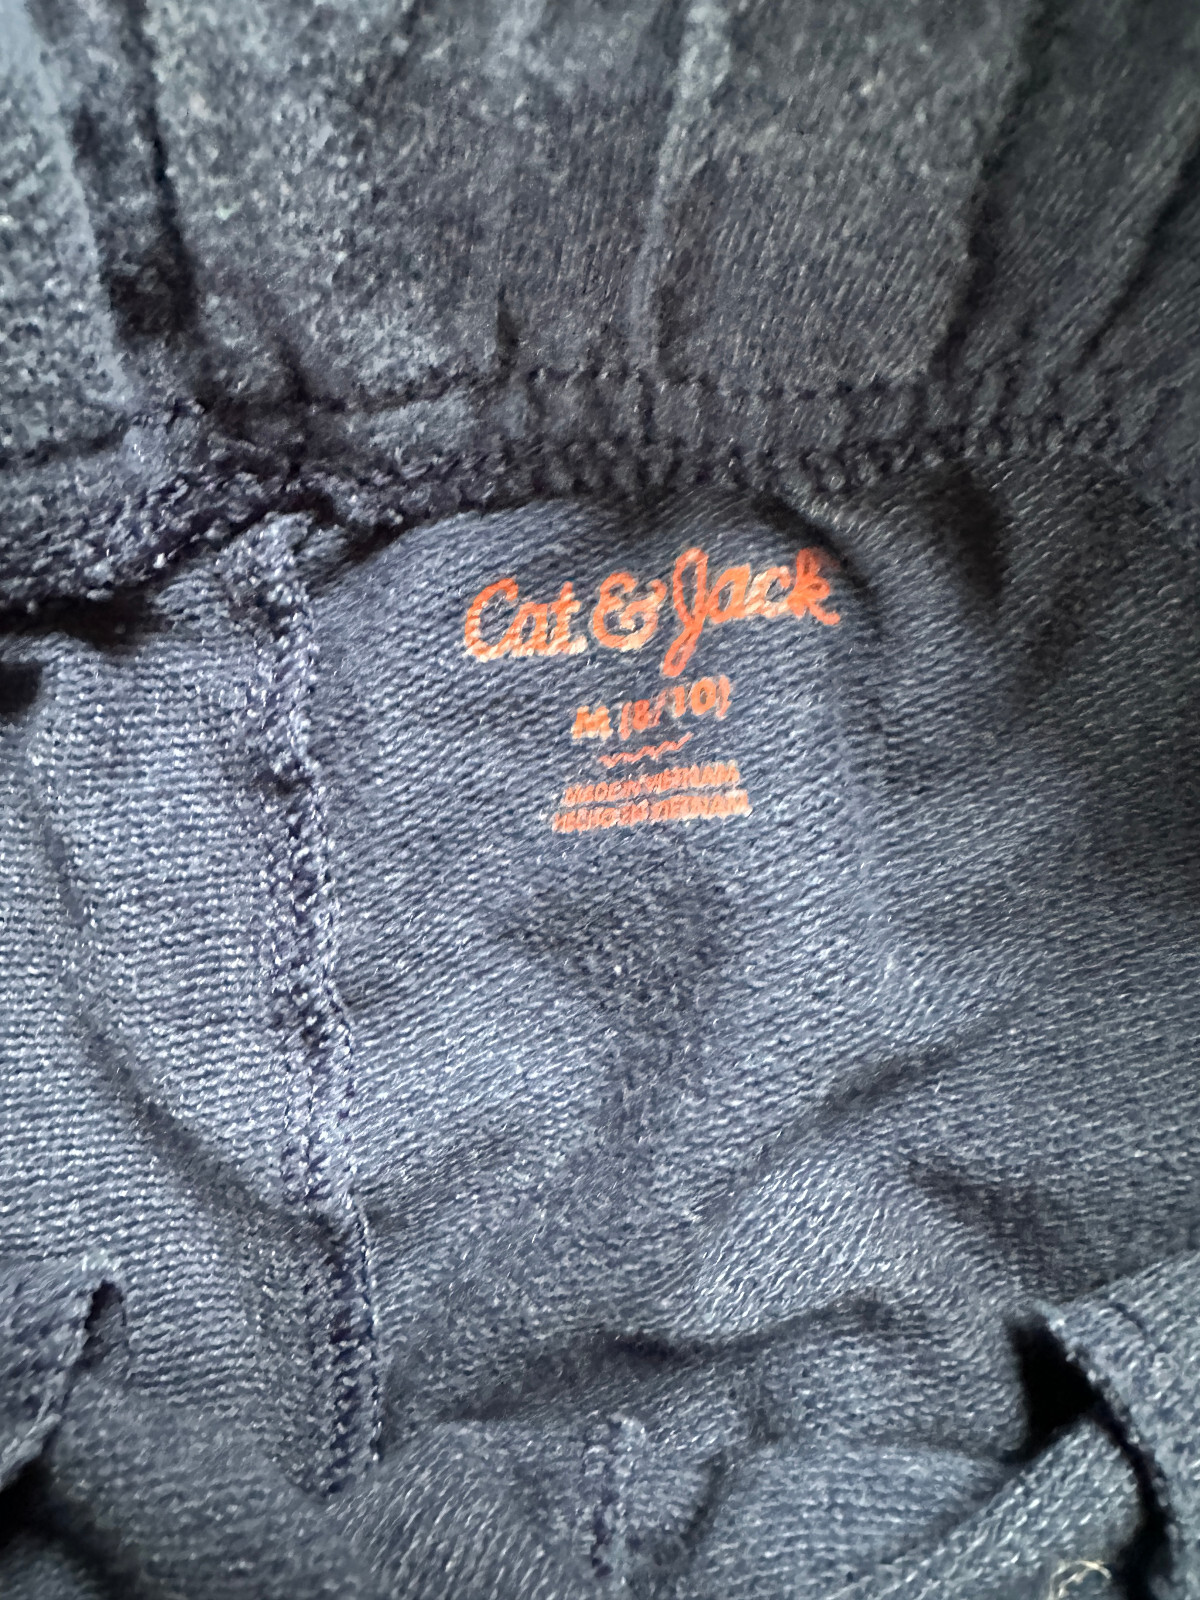 Cat & Jack
M (8/10)
MADE IN VIETNAM
HECHO EN VIETNAM